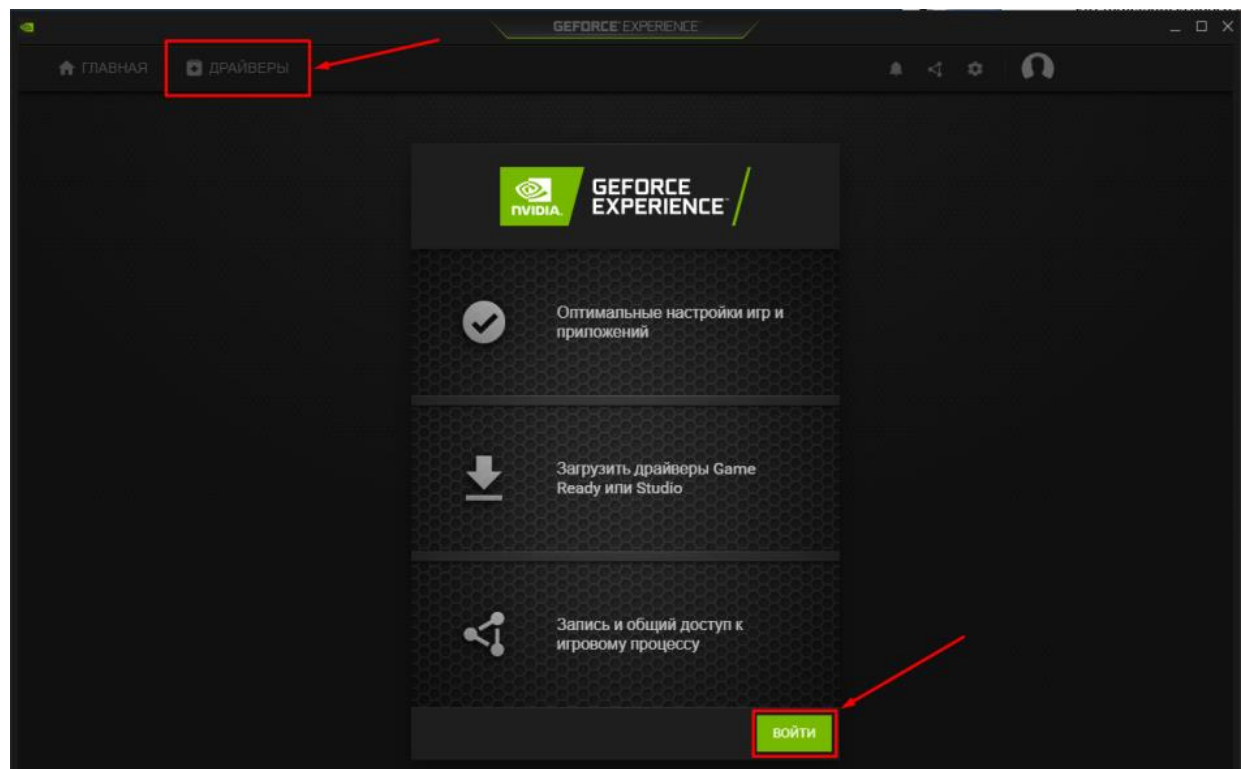 GEFORCE EXPERIENCE
ГЛАВНАЯ
ДРАЙВЕРЫ
NVIDIA.
GEFORCE
EXPERIENCE
Оптимальные настройки игр и
приложений
Загрузить драйверы Game
Ready или Studio
Запись и общий доступ к
игровому процессу
ВОЙТИ